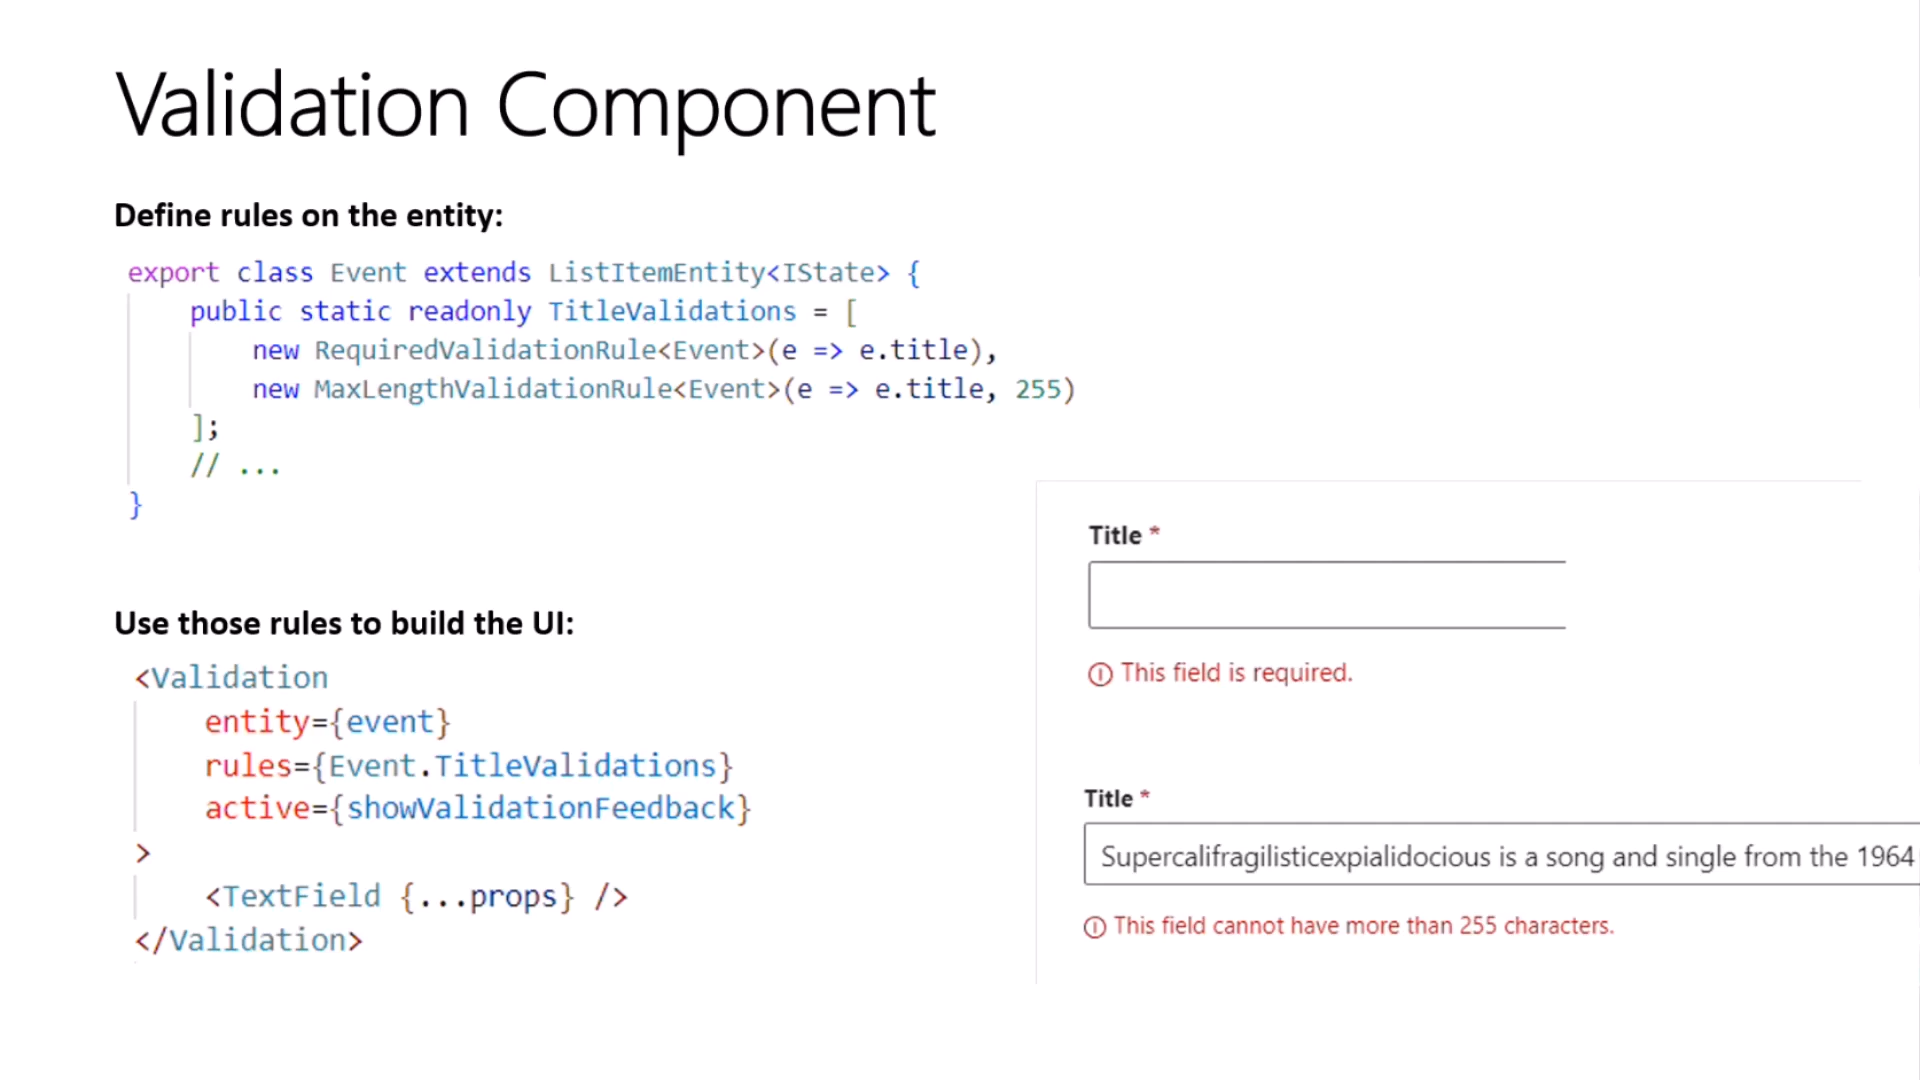 Validation Component
Define rules on the entity:
export class Event extends ListItemEntity<IState> {
public static readonly TitleValidations = [
new RequiredValidationRule<Event>(e => e.title),
new MaxLengthValidationRule<Event>(e => e.title, 255)
];
// ...
}
Use those rules to build the UI:
<Validation
entity={event}
rules={Event.TitleValidations}
active={showValidationFeedback}
>
<TextField {...props} />
</Validation>
Title *
This field is required.
Title *
Supercalifragilisticexpialidocious is a song and single from the 1964
This field cannot have more than 255 characters.